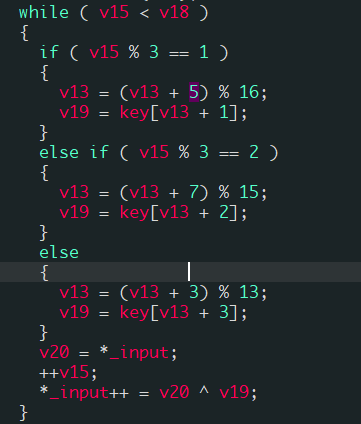 while ( v15 < v18 )
{
if ( v15 % 3 == 1 )
{
v13 = (v13 + 5) % 16;
v19 = key[v13 + 1];
}
else if ( v15 % 3 == 2 )
{
v13 = (v13 + 7) % 15;
v19 = key[v13 + 2];
}
else
{
v13 = (v13 + 3) % 13;
v19 = key[v13 + 3];
}
v20 = *_input;
++v15;
*_input++ = v20 ^ v19;
}